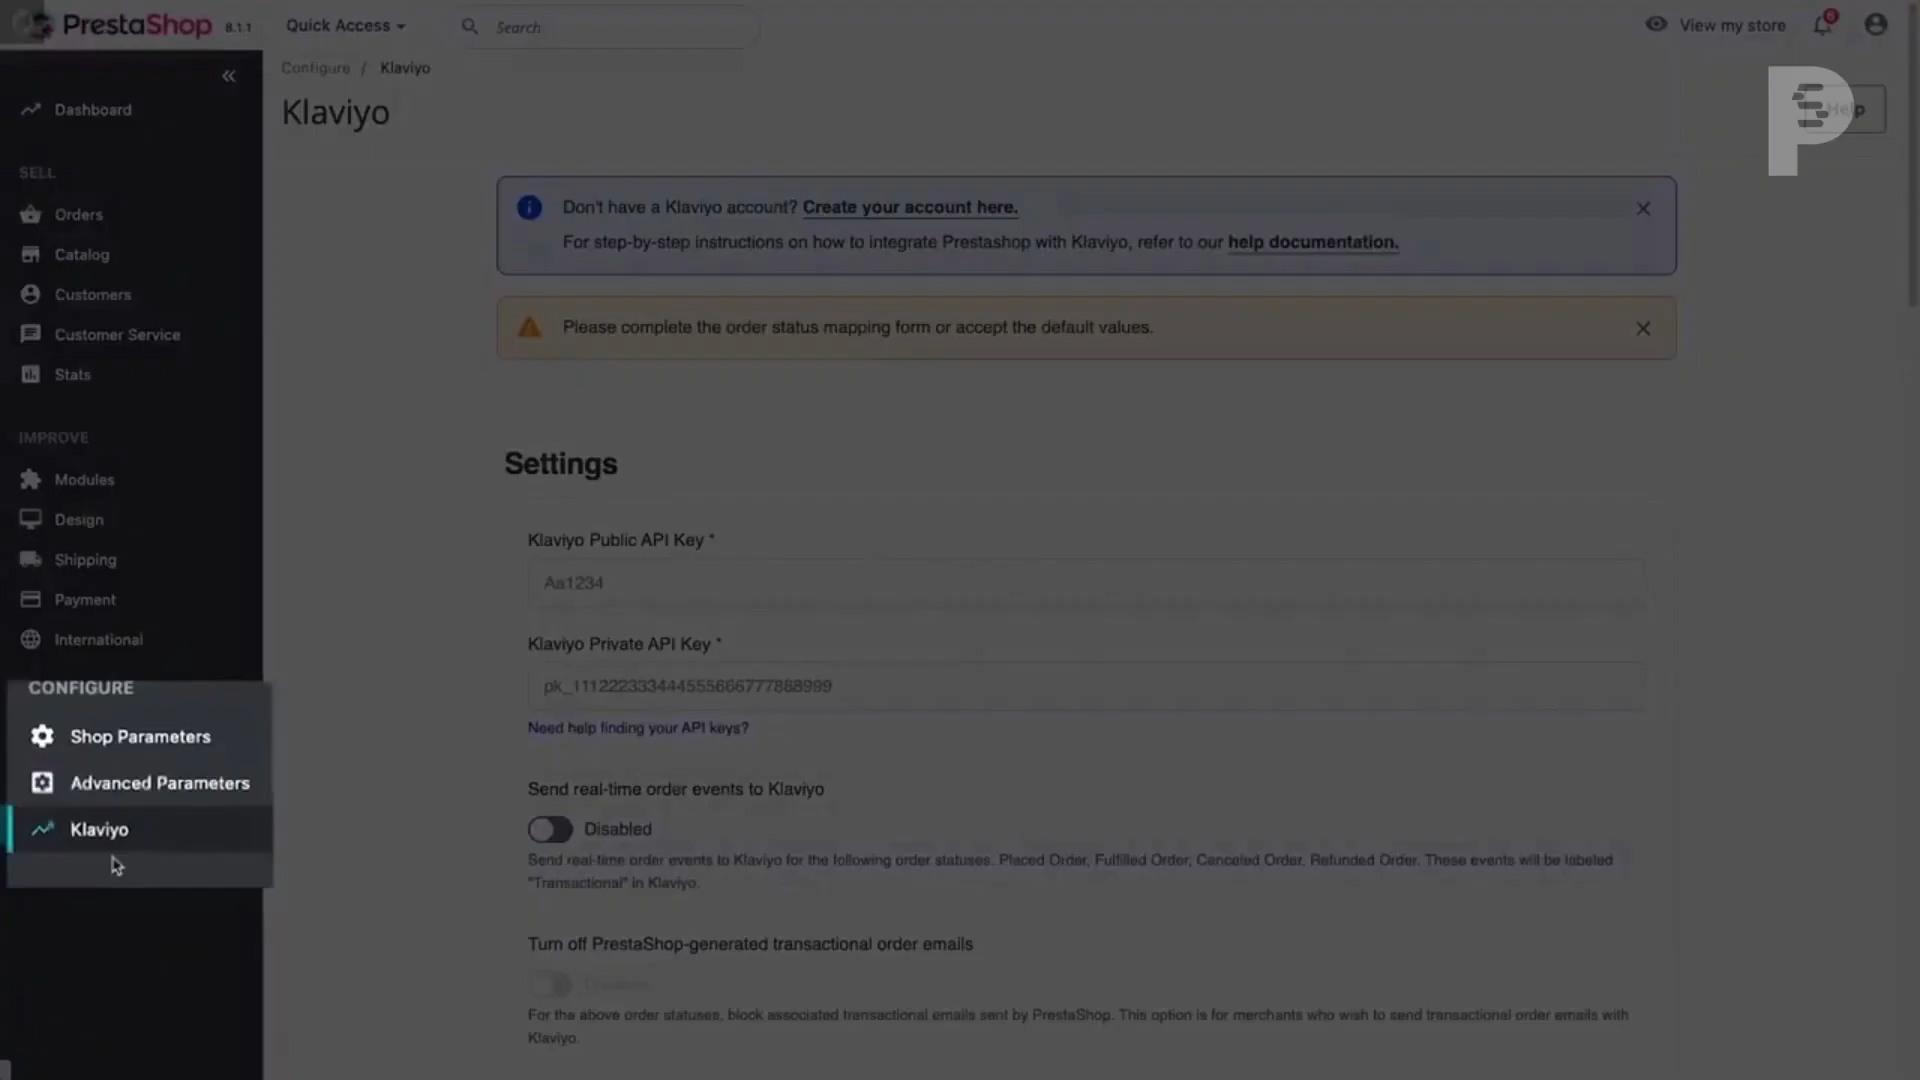 PrestaShop 8.1.1
Quick Access
Search
View my store
6
Configure / Klaviyo
Klaviyo
Help
Dashboard
SELL
Orders
Catalog
Customers
Customer Service
Stats
IMPROVE
Modules
Design
Shipping
Payment
International
CONFIGURE
Shop Parameters
Advanced Parameters
Klaviyo
Don't have a Klaviyo account? Create your account here.
For step-by-step instructions on how to integrate Prestashop with Klaviyo, refer to our help documentation.
Please complete the order status mapping form or accept the default values.
Settings
Klaviyo Public API Key *
Aa1234
Klaviyo Private API Key *
pk_111222333444555666777888999
Need help finding your API keys?
Send real-time order events to Klaviyo
Disabled
Send real-time order events to Klaviyo for the following order statuses. Placed Order, Fulfilled Order, Canceled Order, Refunded Order. These events will be labeled
"Transactional" in Klaviyo.
Turn off PrestaShop-generated transactional order emails
For the above order statuses, block associated transactional emails sent by PrestaShop. This option is for merchants who wish to send transactional order emails with
Klaviyo.